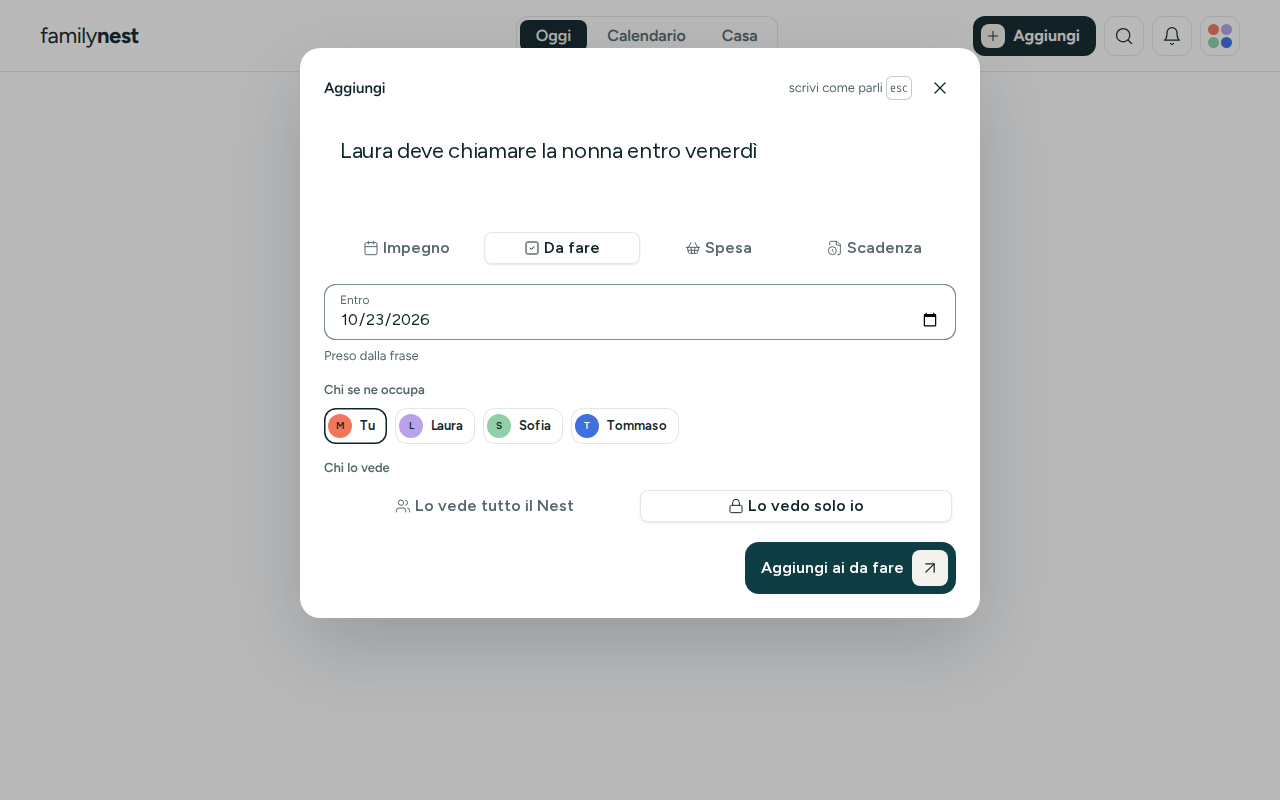 familynest
Oggi
Calendario
Casa
Aggiungi
Aggiungi
scrivi come parli esc
Laura deve chiamare la nonna entro venerdì
Impegno
Da fare
Spesa
Scadenza
Entro
10/23/2026
Preso dalla frase
Chi se ne occupa
M Tu
L Laura
S Sofia
T Tommaso
Chi lo vede
Lo vede tutto il Nest
Lo vedo solo io
Aggiungi ai da fare